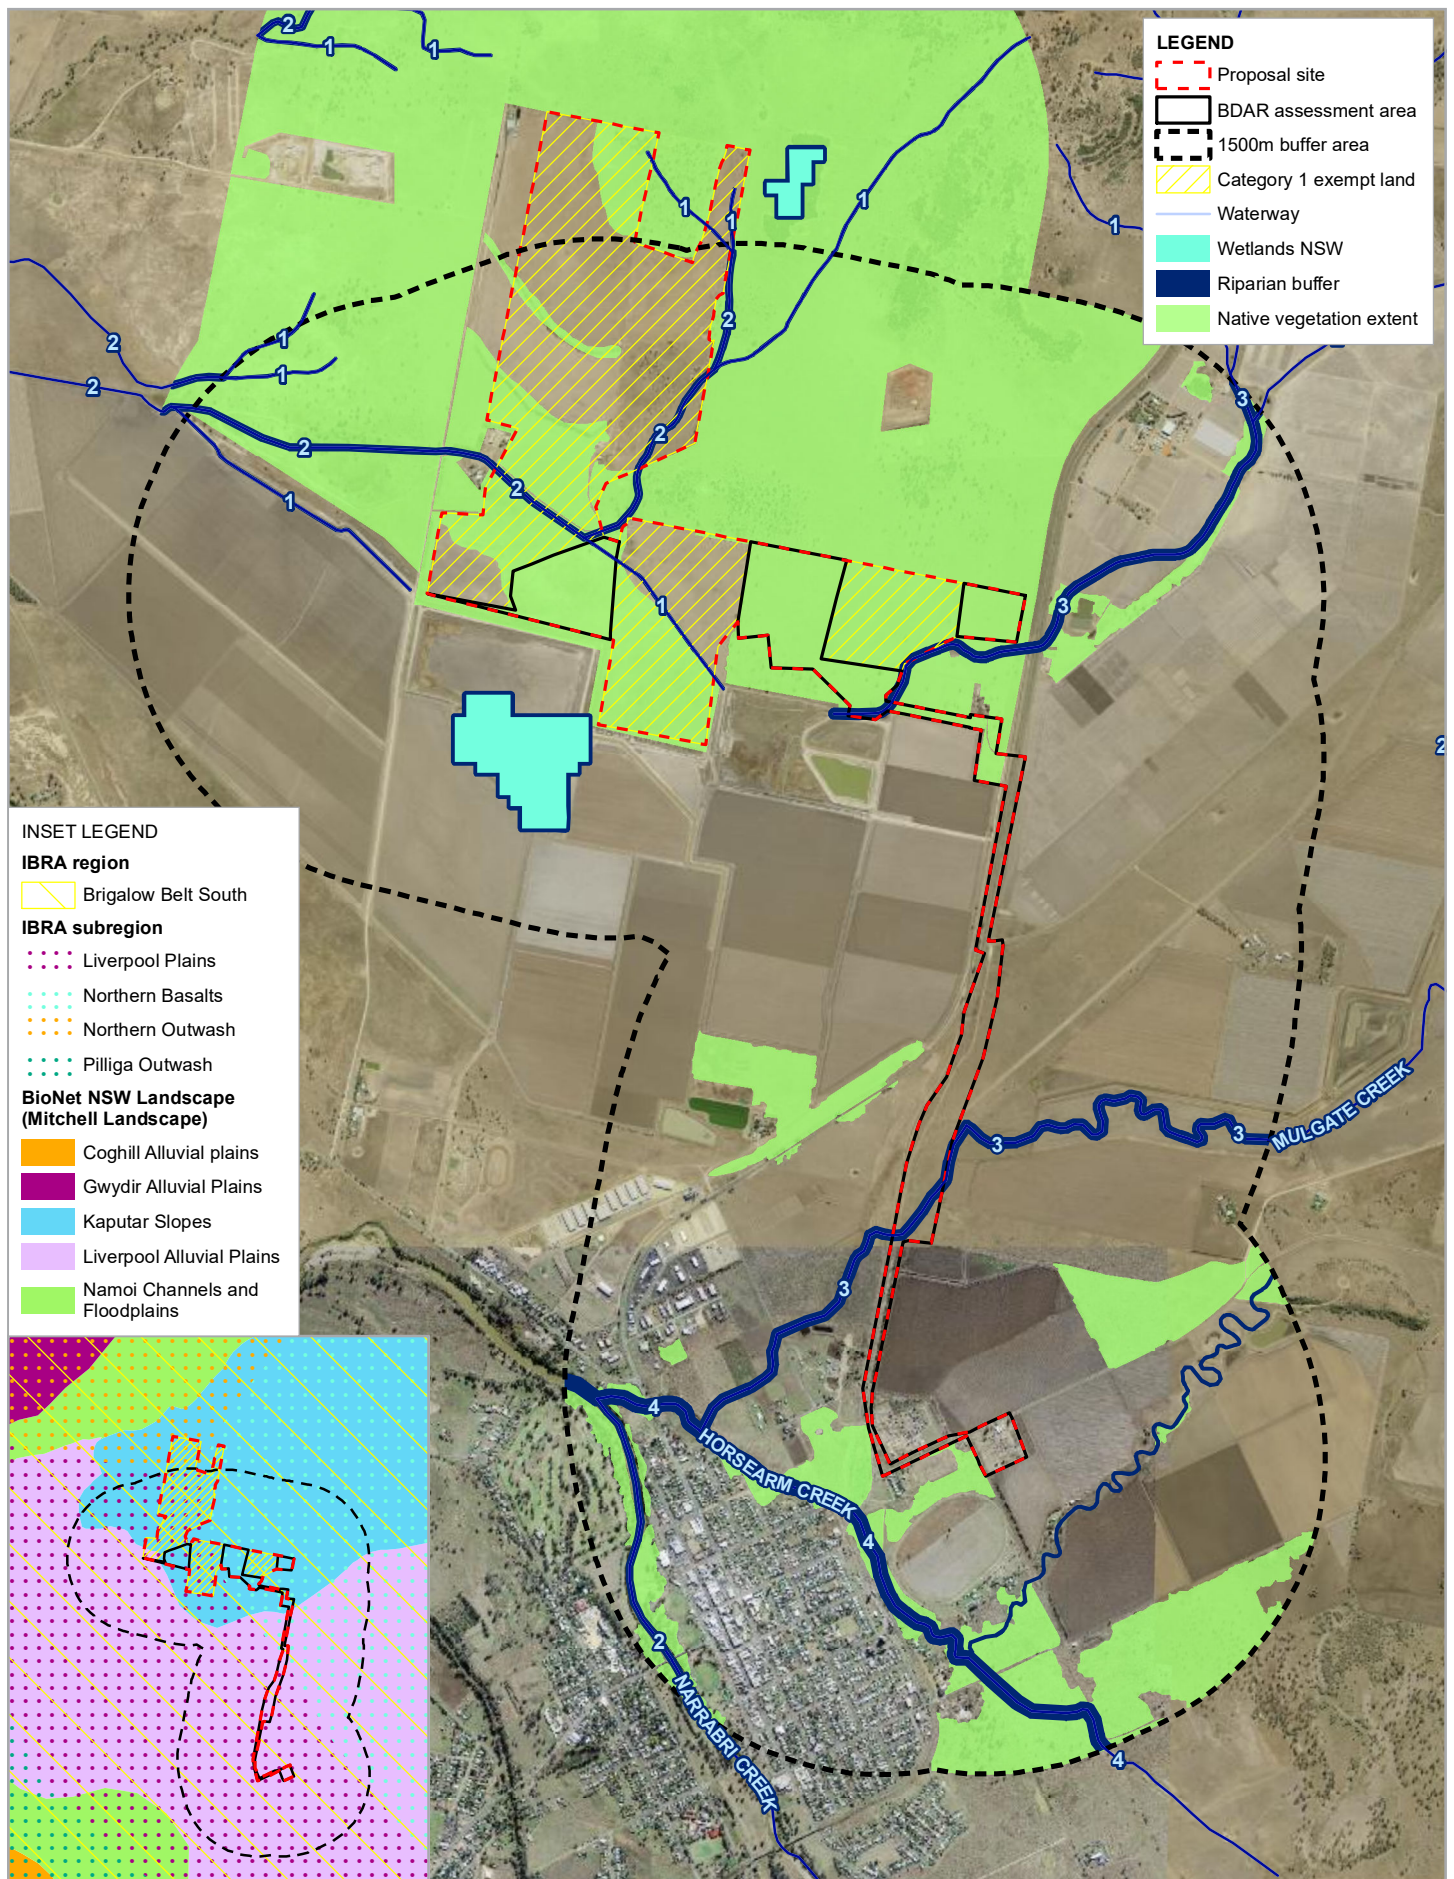 LEGEND
Proposal site
BDAR assessment area
1500m buffer area
Category 1 exempt land
Waterway
Wetlands NSW
Riparian buffer
Native vegetation extent
2
1
1
1
1
1
1
2
1
1
2
2
2
3
2
2
1
1
3
2
INSET LEGEND
IBRA region
Brigalow Belt South
IBRA subregion
Liverpool Plains
Northern Basalts
Northern Outwash
Pilliga Outwash
BioNet NSW Landscape
(Mitchell Landscape)
Coghill Alluvial plains
Gwydir Alluvial Plains
Kaputar Slopes
Liverpool Alluvial Plains
Namoi Channels and
Floodplains
3
3
MULGATE CREEK
3
4
HORSEARM CREEK
4
2
NARRABRI CREEK
4